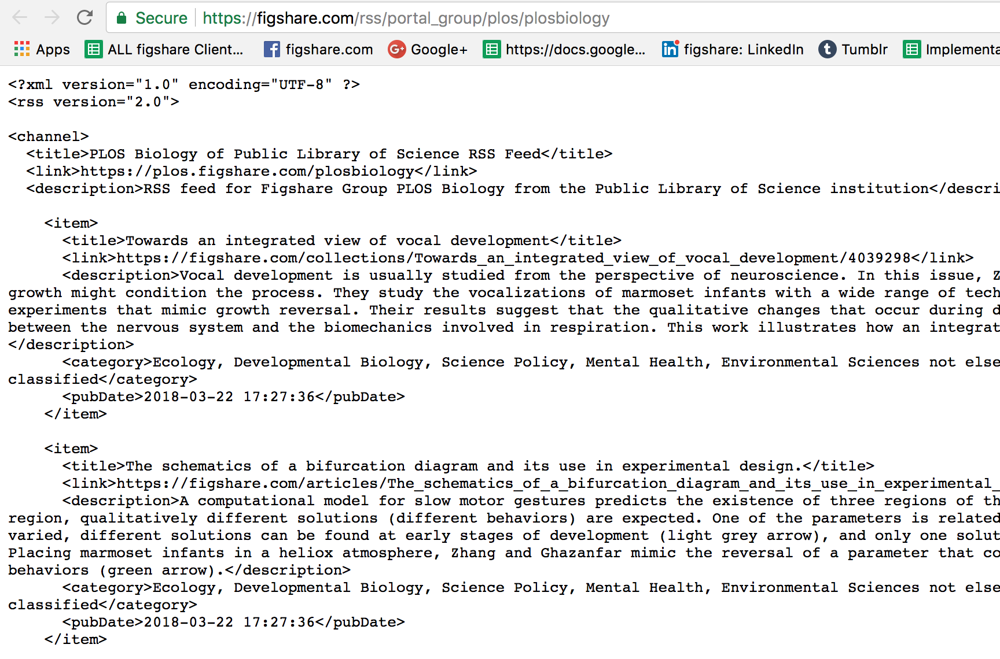 Secure https://figshare.com/rss/portal_group/plos/plosbiology
Apps ALL figshare Client... figshare.com Google+ https://docs.google... figshare: LinkedIn Tumblr Implementa
<?xml version="1.0" encoding="UTF-8" ?>
<rss version="2.0">
<channel>
<title>PLOS Biology of Public Library of Science RSS Feed</title>
<link>https://plos.figshare.com/plosbiology</link>
<description>RSS feed for Figshare Group PLOS Biology from the Public Library of Science institution</descri
<item>
<title>Towards an integrated view of vocal development</title>
<link>https://figshare.com/collections/Towards_an_integrated_view_of_vocal_development/4039298</link>
<description>Vocal development is usually studied from the perspective of neuroscience. In this issue, Z
growth might condition the process. They study the vocalizations of marmoset infants with a wide range of tech
experiments that mimic growth reversal. Their results suggest that the qualitative changes that occur during d
between the nervous system and the biomechanics involved in respiration. This work illustrates how an integrat
</description>
<category>Ecology, Developmental Biology, Science Policy, Mental Health, Environmental Sciences not else
classified</category>
<pubDate>2018-03-22 17:27:36</pubDate>
</item>
<item>
<title>The schematics of a bifurcation diagram and its use in experimental design.</title>
<link>https://figshare.com/articles/The_schematics_of_a_bifurcation_diagram_and_its_use_in_experimental_
<description>A computational model for slow motor gestures predicts the existence of three regions of th
region, qualitatively different solutions (different behaviors) are expected. One of the parameters is related
varied, different solutions can be found at early stages of development (light grey arrow), and only one solut
Placing marmoset infants in a heliox atmosphere, Zhang and Ghazanfar mimic the reversal of a parameter that co
behaviors (green arrow).</description>
<category>Ecology, Developmental Biology, Science Policy, Mental Health, Environmental Sciences not else
classified</category>
<pubDate>2018-03-22 17:27:36</pubDate>
</item>